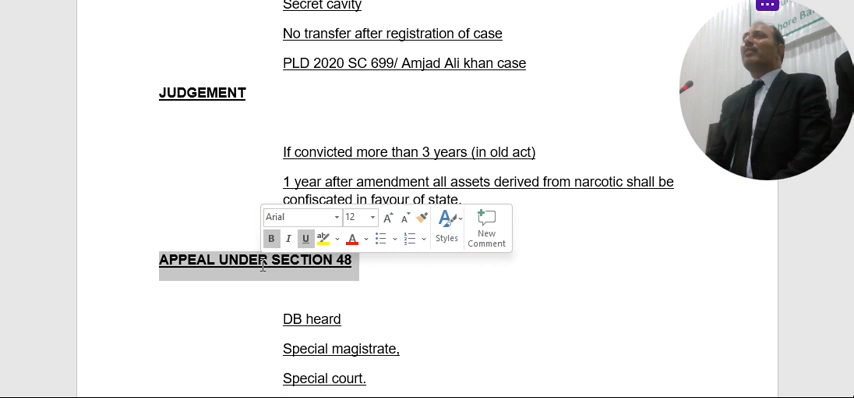 Secret cavity
No transfer after registration of case
PLD 2020 SC 699/ Amjad Ali khan case
JUDGEMENT
If convicted more than 3 years (in old act)
1 year after amendment all assets derived from narcotic shall be
confiscated in favour of state.
Arial 12 A A Styles New
Comment
B I U aby A
APPEAL UNDER SECTION 48
DB heard
Special magistrate,
Special court.